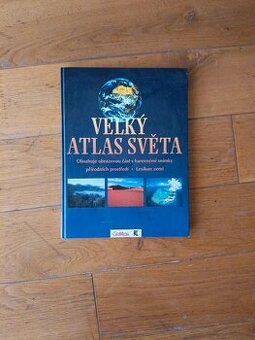 VELKÝ
ATLAS SVĚTA
Obsahuje obrazovou část s barevnými snímky
přírodních prostředí • Lexikon zemí